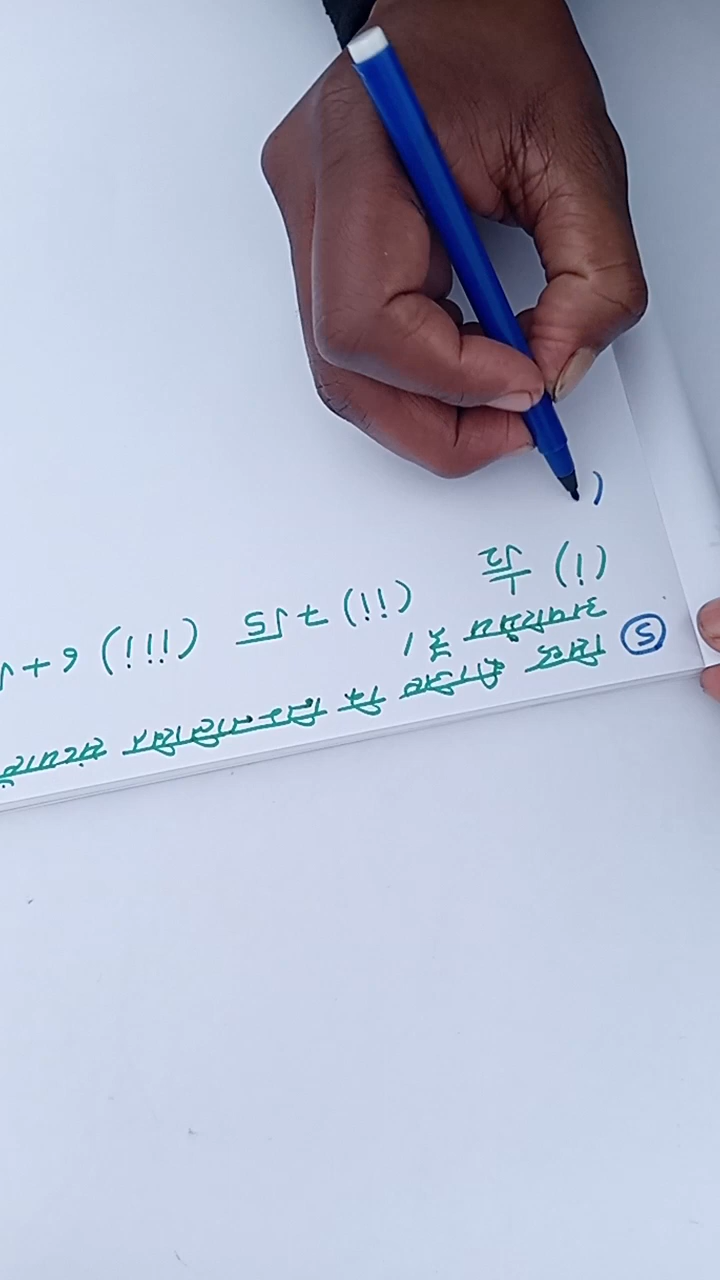 ⑤ सिद्ध कीजिए कि निम्नलिखित संख्याएँ
अपरिमेय हैं।
(i) 1/√2 (ii) 7√5 (iii) 6+√
(